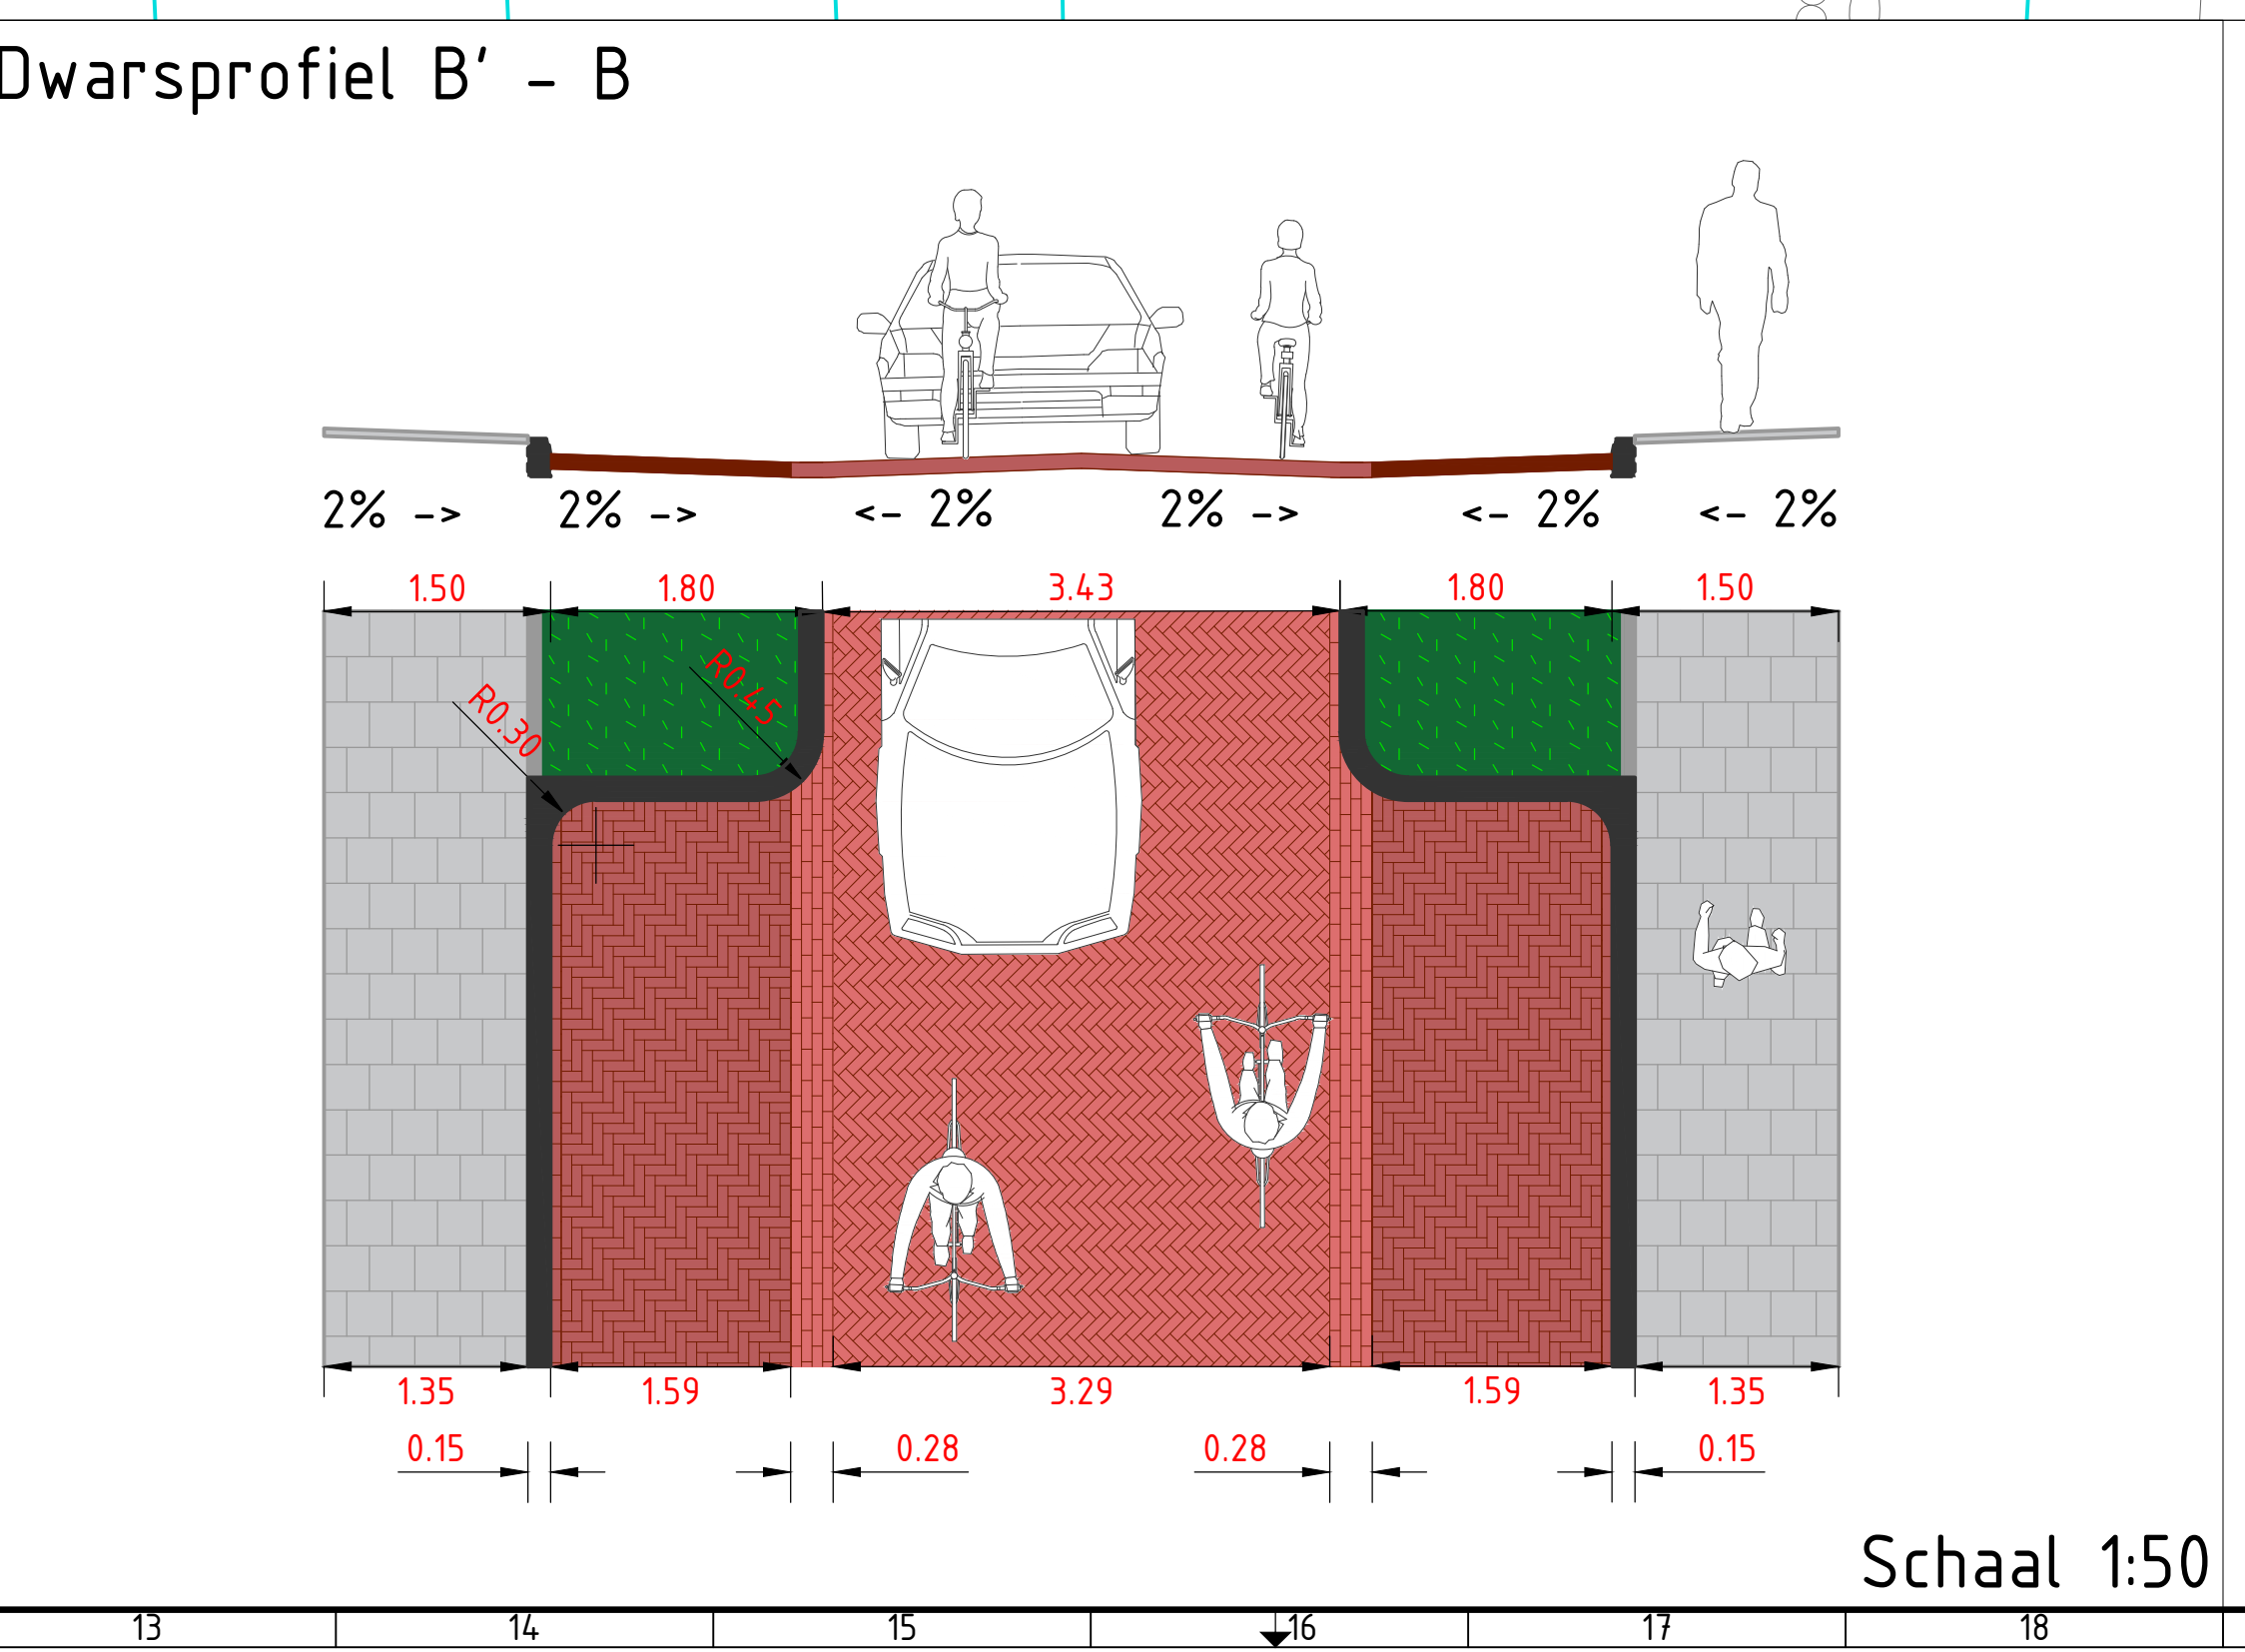 Dwarsprofiel B' - B
2% -> 2% -> <- 2% 2% -> <- 2% <- 2%
1.50 1.80 3.43 1.80 1.50
R0.45
R0.30
1.35 1.59 3.29 1.59 1.35
0.15 0.28 0.28 0.15
Schaal 1:50
13 14 15 16 17 18